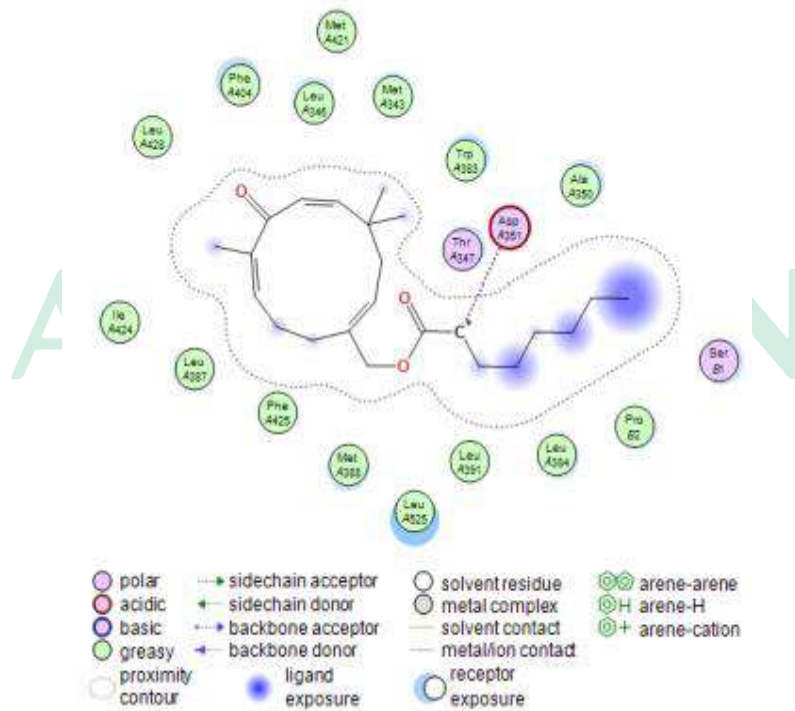 Met
A421
Phe
A404
Leu
A346
Met
A343
Leu
A428
Trp
A383
Ala
A350
Asp
A351
Thr
A347
O
O
C
O
Ile
A424
Leu
A387
Phe
A425
Met
A388
Leu
A525
Leu
A391
Leu
A384
Pro
B2
Ser
B1
polar
acidic
basic
greasy
proximity
contour
sidechain acceptor
sidechain donor
backbone acceptor
backbone donor
ligand
exposure
solvent residue
metal complex
solvent contact
metal/ion contact
receptor
exposure
arene-arene
H arene-H
+ arene-cation